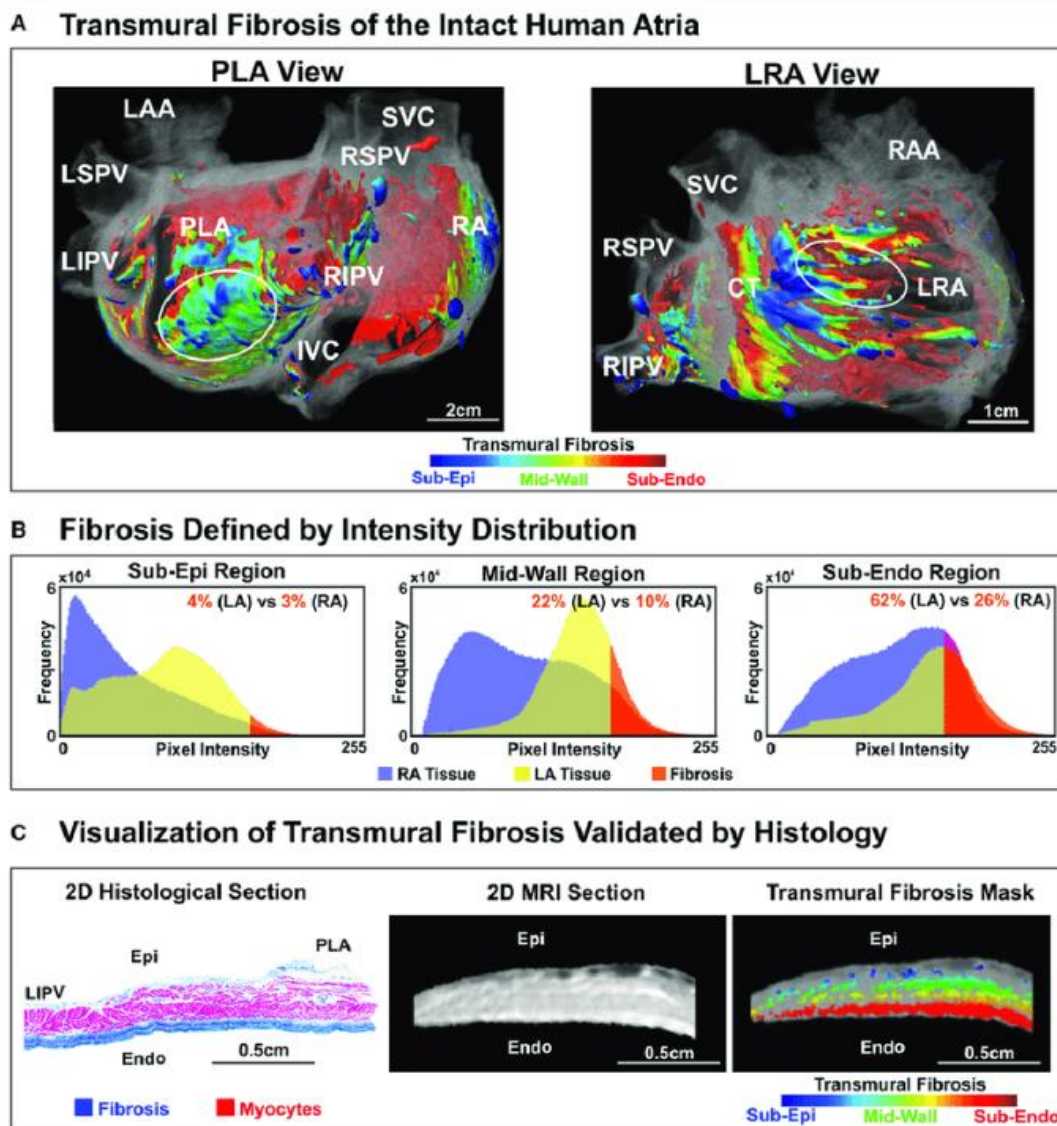 A Transmural Fibrosis of the Intact Human Atria
PLA View
LAA
SVC
RSPV
LSPV
PLA
RA
LIPV
RIPV
IVC
2cm
LRA View
RAA
SVC
RSPV
CT
LRA
RIPV
1cm
Transmural Fibrosis
Sub-Epi Mid-Wall Sub-Endo
B Fibrosis Defined by Intensity Distribution
Sub-Epi Region
x10⁴
6
4% (LA) vs 3% (RA)
Frequency
0
0 Pixel Intensity 255
Mid-Wall Region
x10⁴
6
22% (LA) vs 10% (RA)
Frequency
0
0 Pixel Intensity 255
Sub-Endo Region
x10⁴
6
62% (LA) vs 26% (RA)
Frequency
0
0 Pixel Intensity 255
RA Tissue LA Tissue Fibrosis
C Visualization of Transmural Fibrosis Validated by Histology
2D Histological Section
PLA
Epi
LIPV
Endo
0.5cm
Fibrosis Myocytes
2D MRI Section
Epi
Endo
0.5cm
Transmural Fibrosis Mask
Epi
Endo
0.5cm
Transmural Fibrosis
Sub-Epi Mid-Wall Sub-Endo